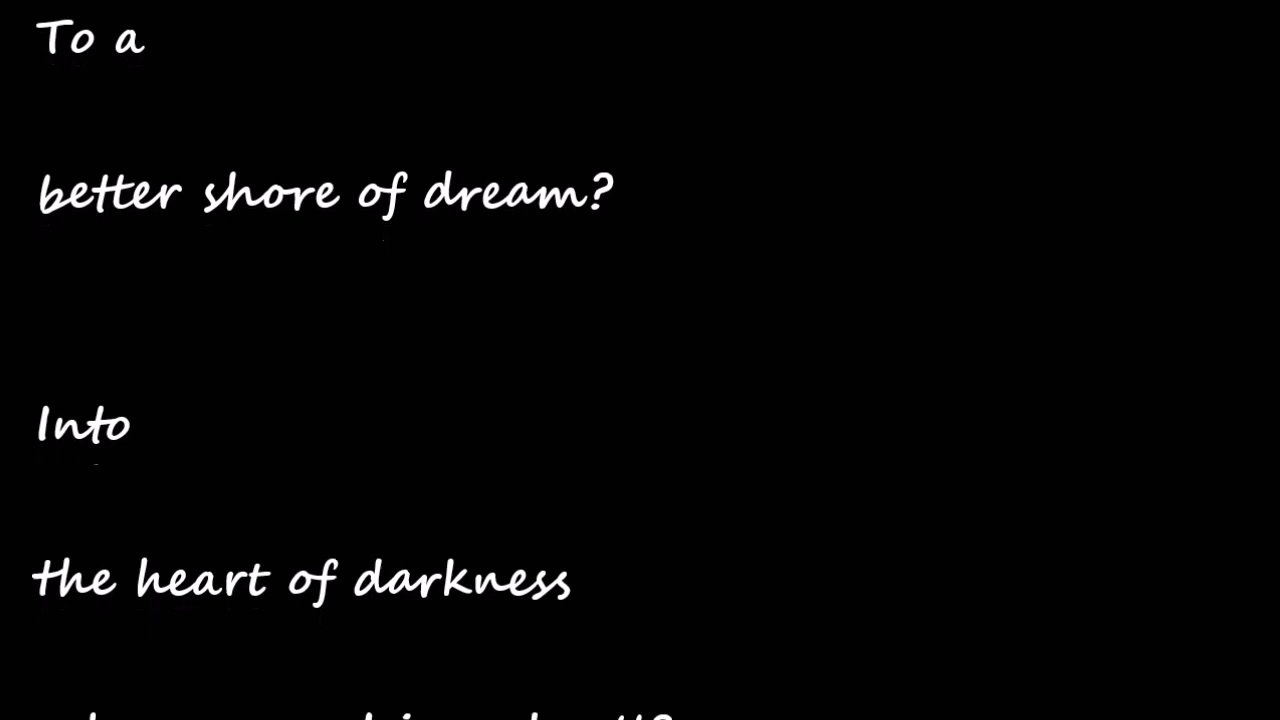 To a
better shore of dream?
Into
the heart of darkness